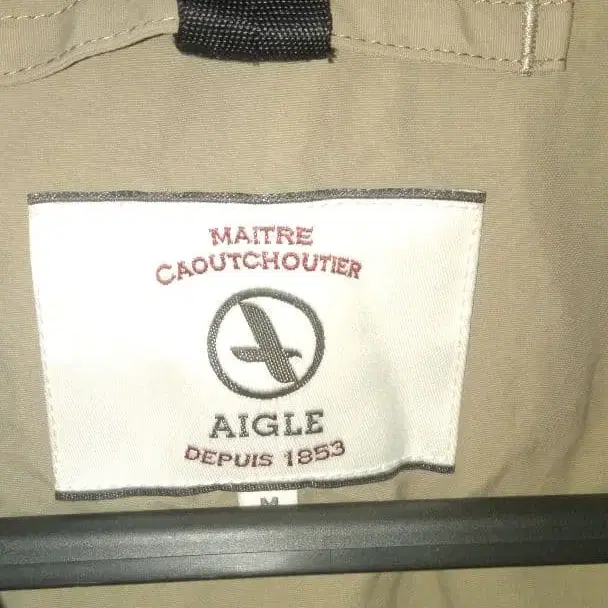 MAITRE
CAOUTCHOUTIER
AIGLE
DEPUIS 1853
M